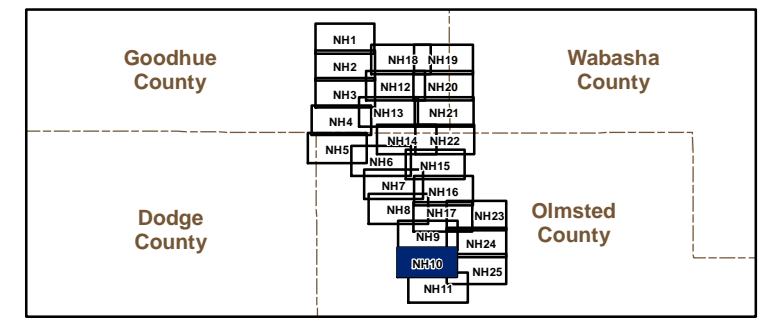 NH1
Goodhue
County
Wabasha
County
NH18
NH19
NH2
NH12
NH20
NH3
NH13
NH21
NH4
NH14
NH22
NH5
NH6
NH15
NH7
NH16
NH8
NH17
NH23
Dodge
County
Olmsted
County
NH9
NH24
NH10
NH25
NH11